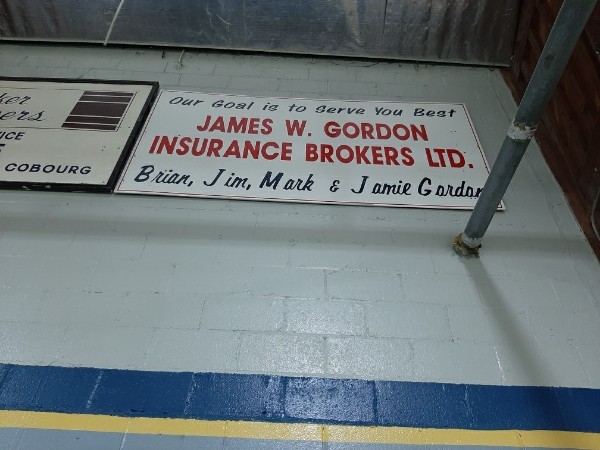 Our Goal is to Serve You Best
JAMES W. GORDON
INSURANCE BROKERS LTD.
Brian, Jim, Mark & Jamie Gordon
COBOURG